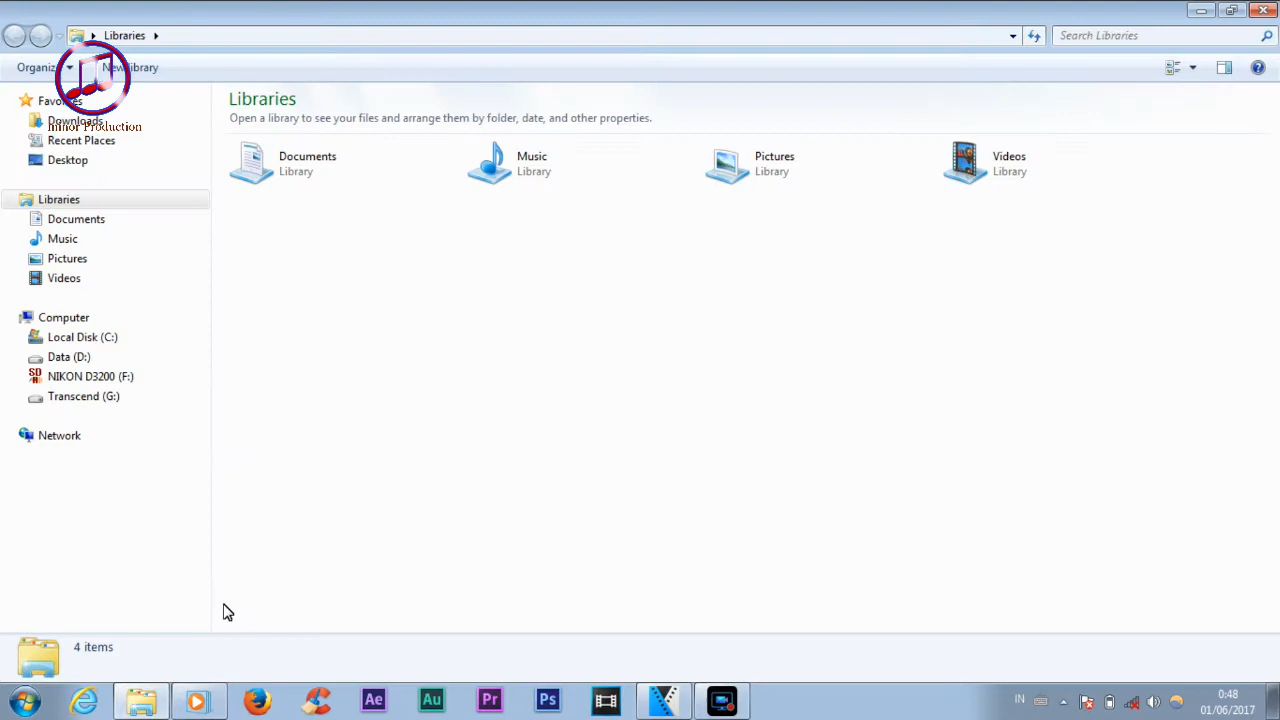 Libraries
Search Libraries
Organiz
New library
Favorites
Downloads
minor Production
Recent Places
Desktop
Libraries
Documents
Music
Pictures
Videos
Computer
Local Disk (C:)
Data (D:)
NIKON D3200 (F:)
Transcend (G:)
Network
Libraries
Open a library to see your files and arrange them by folder, date, and other properties.
Documents
Library
Music
Library
Pictures
Library
Videos
Library
4 items
Ae
Au
Pr
Ps
IN
0:48
01/06/2017